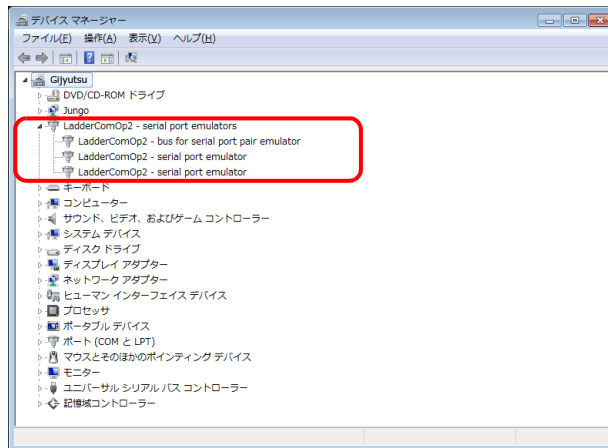 デバイス マネージャー
ファイル(F) 操作(A) 表示(V) ヘルプ(H)
Gijyutsu
DVD/CD-ROM ドライブ
Jungo
LadderComOp2 - serial port emulators
LadderComOp2 - bus for serial port pair emulator
LadderComOp2 - serial port emulator
LadderComOp2 - serial port emulator
キーボード
コンピューター
サウンド、ビデオ、およびゲーム コントローラー
システム デバイス
ディスク ドライブ
ディスプレイ アダプター
ネットワーク アダプター
ヒューマン インターフェイス デバイス
プロセッサ
ポータブル デバイス
ポート (COM と LPT)
マウスとそのほかのポインティング デバイス
モニター
ユニバーサル シリアル バス コントローラー
記憶域コントローラー